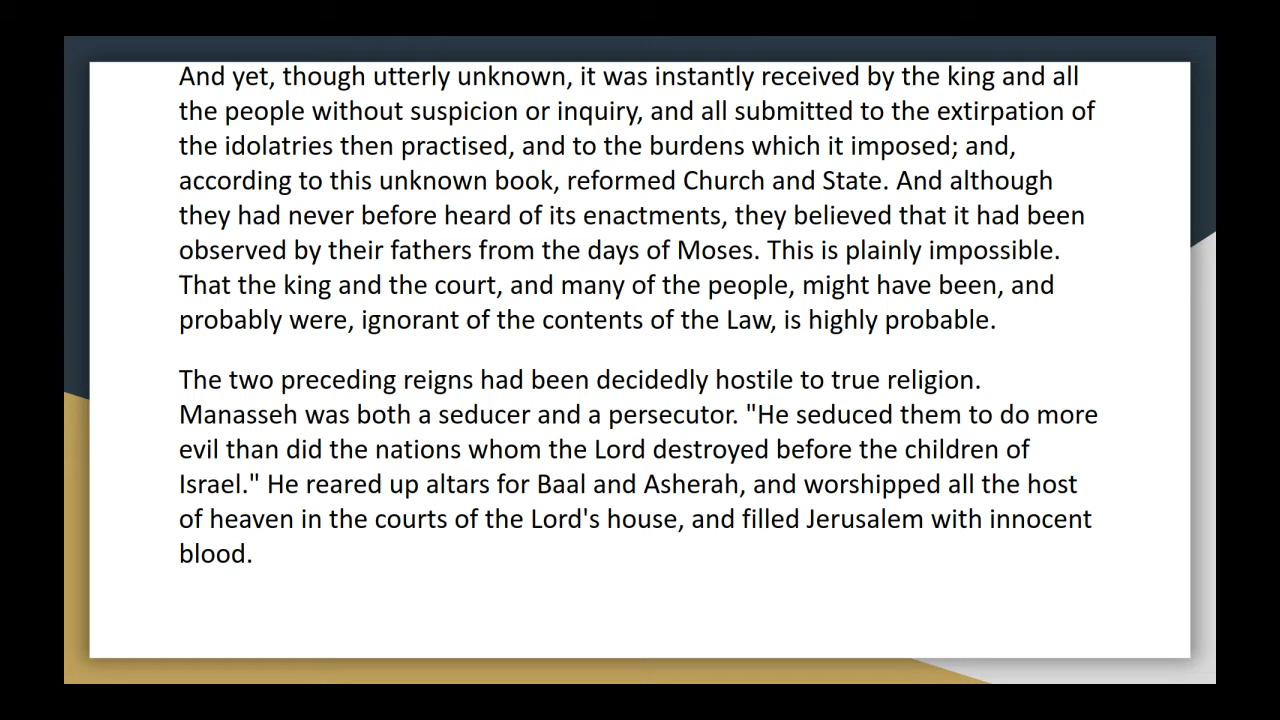 And yet, though utterly unknown, it was instantly received by the king and all
the people without suspicion or inquiry, and all submitted to the extirpation of
the idolatries then practised, and to the burdens which it imposed; and,
according to this unknown book, reformed Church and State. And although
they had never before heard of its enactments, they believed that it had been
observed by their fathers from the days of Moses. This is plainly impossible.
That the king and the court, and many of the people, might have been, and
probably were, ignorant of the contents of the Law, is highly probable.
The two preceding reigns had been decidedly hostile to true religion.
Manasseh was both a seducer and a persecutor. "He seduced them to do more
evil than did the nations whom the Lord destroyed before the children of
Israel." He reared up altars for Baal and Asherah, and worshipped all the host
of heaven in the courts of the Lord's house, and filled Jerusalem with innocent
blood.